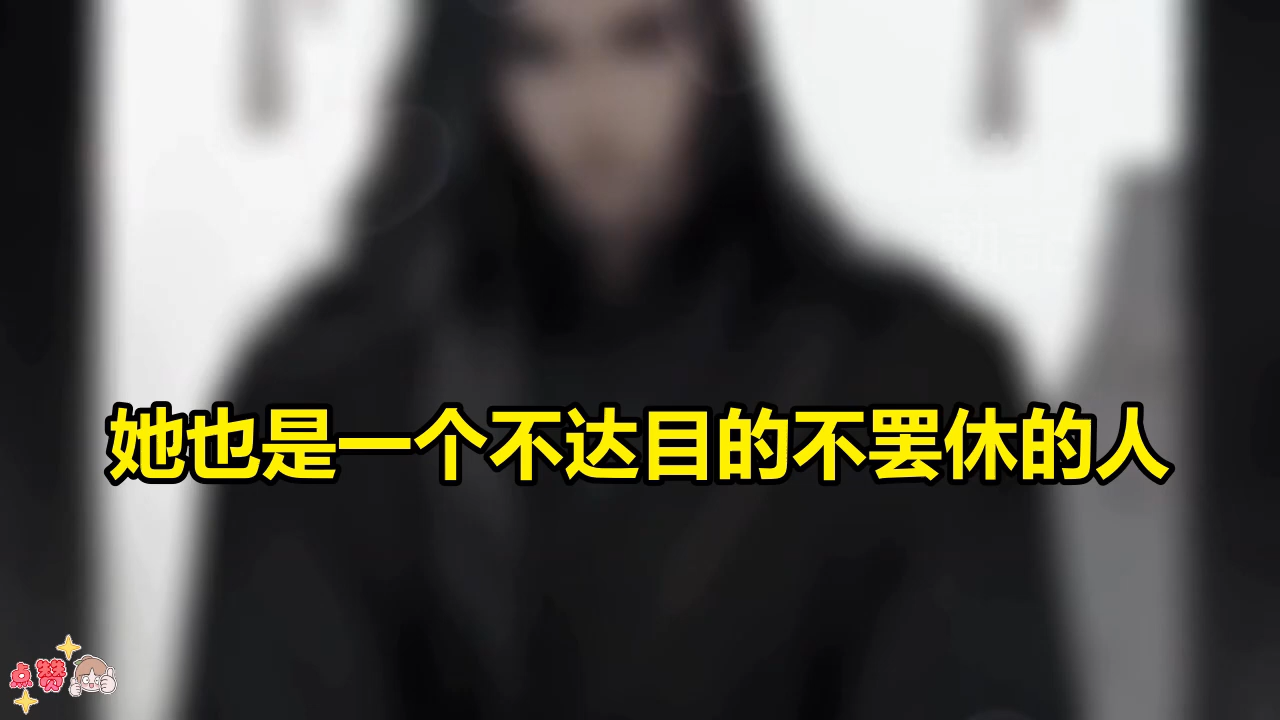 她也是一个不达目的不罢休的人
点赞